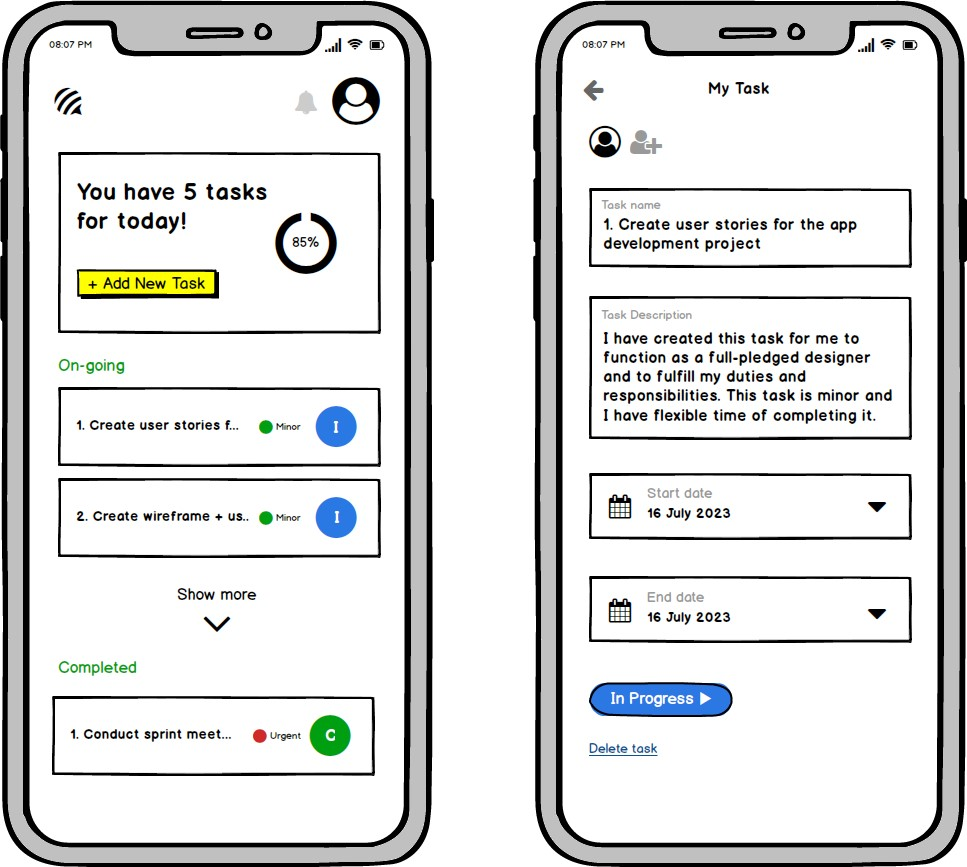 08:07 PM
You have 5 tasks
for today!
85%
+ Add New Task
On-going
1. Create user stories f...
Minor
I
2. Create wireframe + us..
Minor
I
Show more
Completed
1. Conduct sprint meet...
Urgent
C
08:07 PM
My Task
Task name
1. Create user stories for the app
development project
Task Description
I have created this task for me to
function as a full-pledged designer
and to fulfill my duties and
responsibilities. This task is minor and
I have flexible time of completing it.
Start date
16 July 2023
End date
16 July 2023
In Progress
Delete task